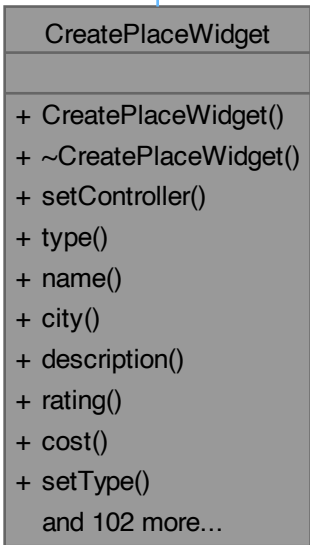 CreatePlaceWidget
+ CreatePlaceWidget()
+ ~CreatePlaceWidget()
+ setController()
+ type()
+ name()
+ city()
+ description()
+ rating()
+ cost()
+ setType()
and 102 more...